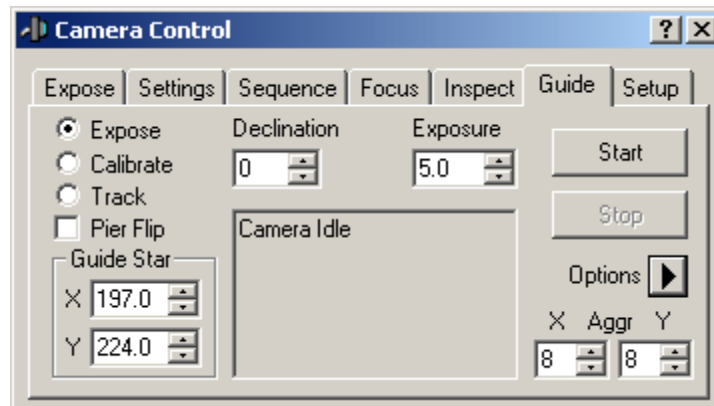 Camera Control
Expose Settings Sequence Focus Inspect Guide Setup
Expose
Calibrate
Track
Pier Flip
Guide Star
X 197.0
Y 224.0
Declination Exposure
0 5.0
Camera Idle
Start
Stop
Options
X Aggr Y
8 8